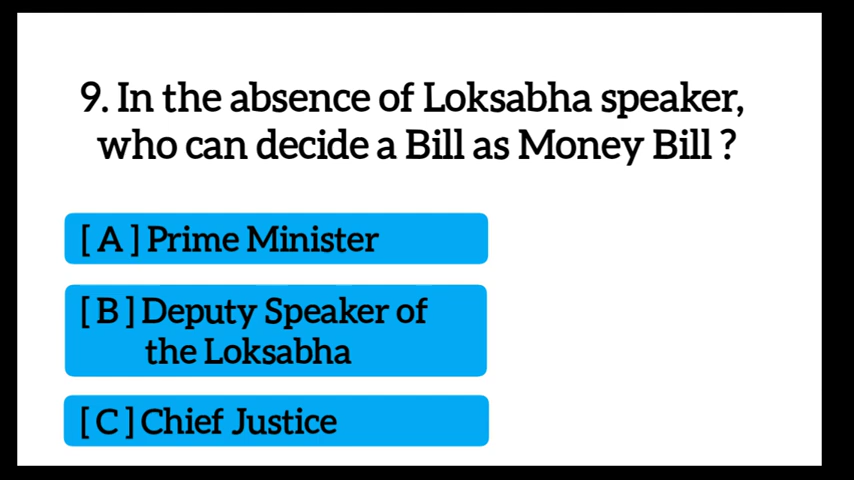 9. In the absence of Loksabha speaker,
who can decide a Bill as Money Bill ?
[ A ] Prime Minister
[ B ] Deputy Speaker of
the Loksabha
[ C ] Chief Justice